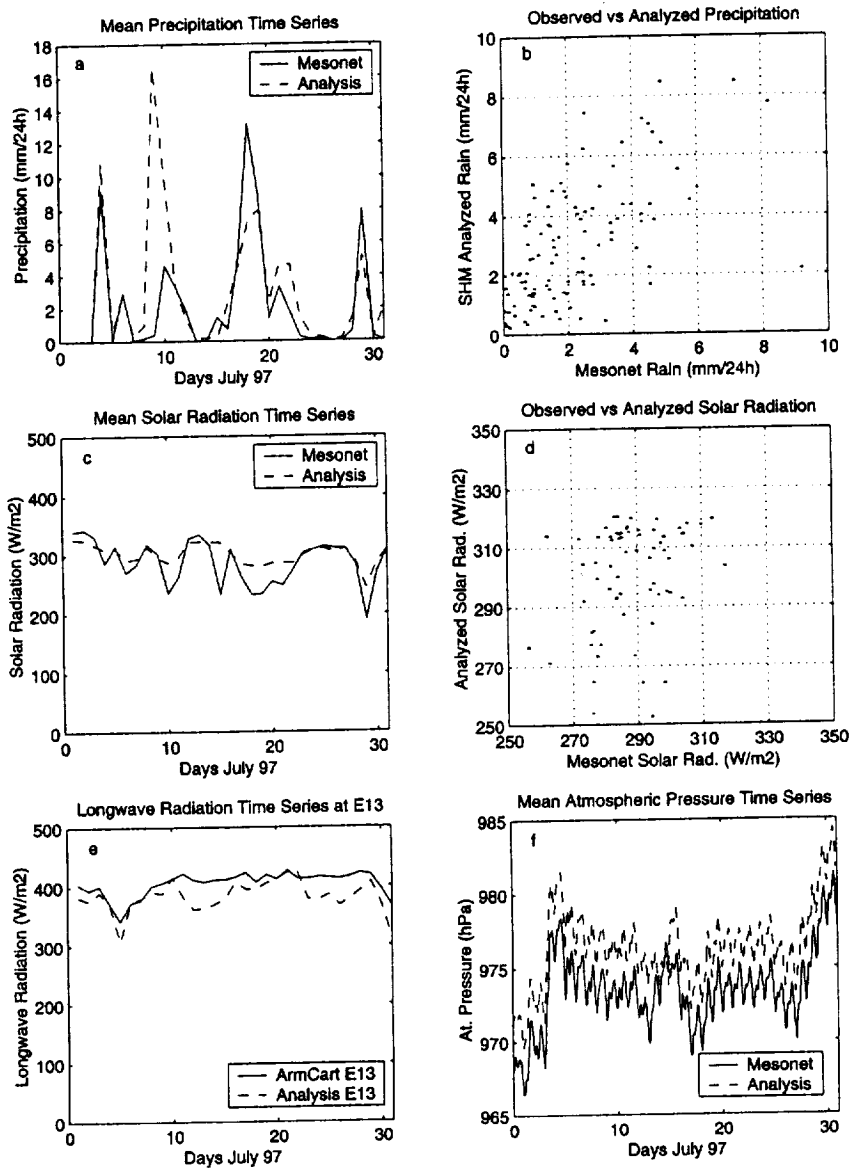 Mean Precipitation Time Series
18
16
14
12
10
8
6
4
2
0
Precipitation (mm/24h)
a
Mesonet
Analysis
0
10
20
30
Days July 97
Observed vs Analyzed Precipitation
10
8
6
4
2
0
SHM Analyzed Rain (mm/24h)
b
0
2
4
6
8
10
Mesonet Rain (mm/24h)
Mean Solar Radiation Time Series
500
400
300
200
100
0
Solar Radiation (W/m2)
c
Mesonet
Analysis
0
10
20
30
Days July 97
Observed vs Analyzed Solar Radiation
350
330
310
290
270
250
Analyzed Solar Rad. (W/m2)
d
250
270
290
310
330
350
Mesonet Solar Rad. (W/m2)
Longwave Radiation Time Series at E13
500
400
300
200
100
0
Longwave Radiation (W/m2)
e
ArmCart E13
Analysis E13
0
10
20
30
Days July 97
Mean Atmospheric Pressure Time Series
985
980
975
970
965
At. Pressure (hPa)
f
Mesonet
Analysis
0
10
20
30
Days July 97